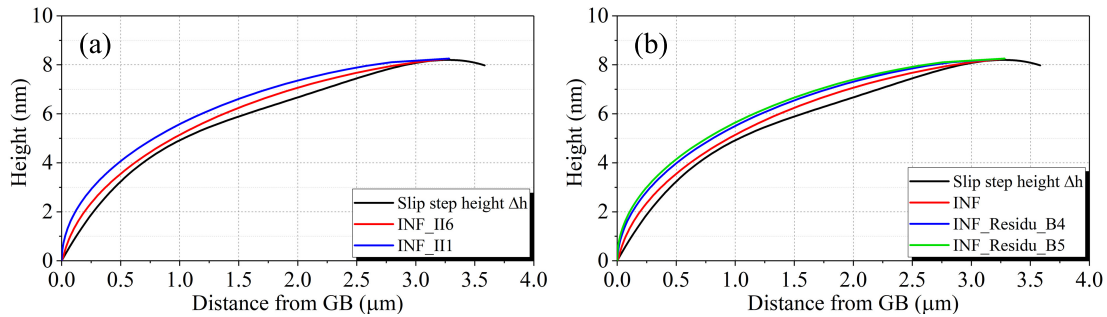 (a)
Height (nm)
10
8
6
4
2
0
Slip step height Δh
INF_II6
INF_II1
0.0 0.5 1.0 1.5 2.0 2.5 3.0 3.5 4.0
Distance from GB (μm)
(b)
Height (nm)
10
8
6
4
2
0
Slip step height Δh
INF
INF_Residu_B4
INF_Residu_B5
0.0 0.5 1.0 1.5 2.0 2.5 3.0 3.5 4.0
Distance from GB (μm)